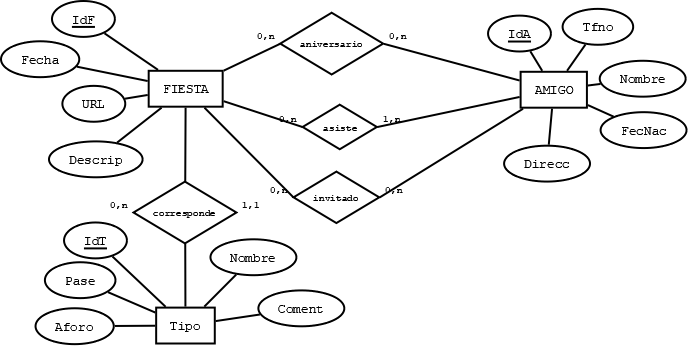 IdF
0,n
0,n
aniversario
IdA
Tfno
Fecha
URL
FIESTA
AMIGO
Nombre
FecNac
0,n
1,n
asiste
Descrip
Direcc
0,n
0,n
invitado
0,n
1,1
corresponde
IdT
Nombre
Pase
Coment
Aforo
Tipo